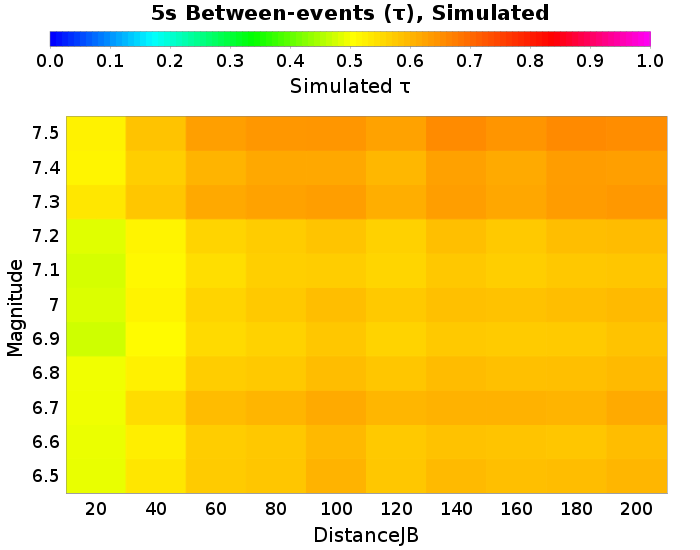 5s Between-events (τ), Simulated
0.0 0.1 0.2 0.3 0.4 0.5 0.6 0.7 0.8 0.9 1.0
Simulated τ
Magnitude
7.5
7.4
7.3
7.2
7.1
7
6.9
6.8
6.7
6.6
6.5
20 40 60 80 100 120 140 160 180 200
DistanceJB